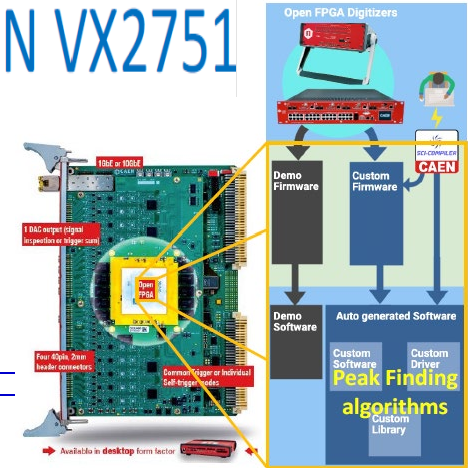 N VX2751
Open FPGA Digitizers
CAEN
SCI-COMPILER
CAEN
Demo
Firmware
Custom
Firmware
CAEN
1GbE or 10GbE
1 DAC output (signal
inspection or trigger sum)
Open
FPGA
Four 40pin, 2mm
header connectors
Common trigger or Individual
Self-trigger modes
Demo
Software
Auto generated Software
Custom
Software
Custom
Driver
Peak Finding
algorithms
Custom
Library
Available in desktop form factor